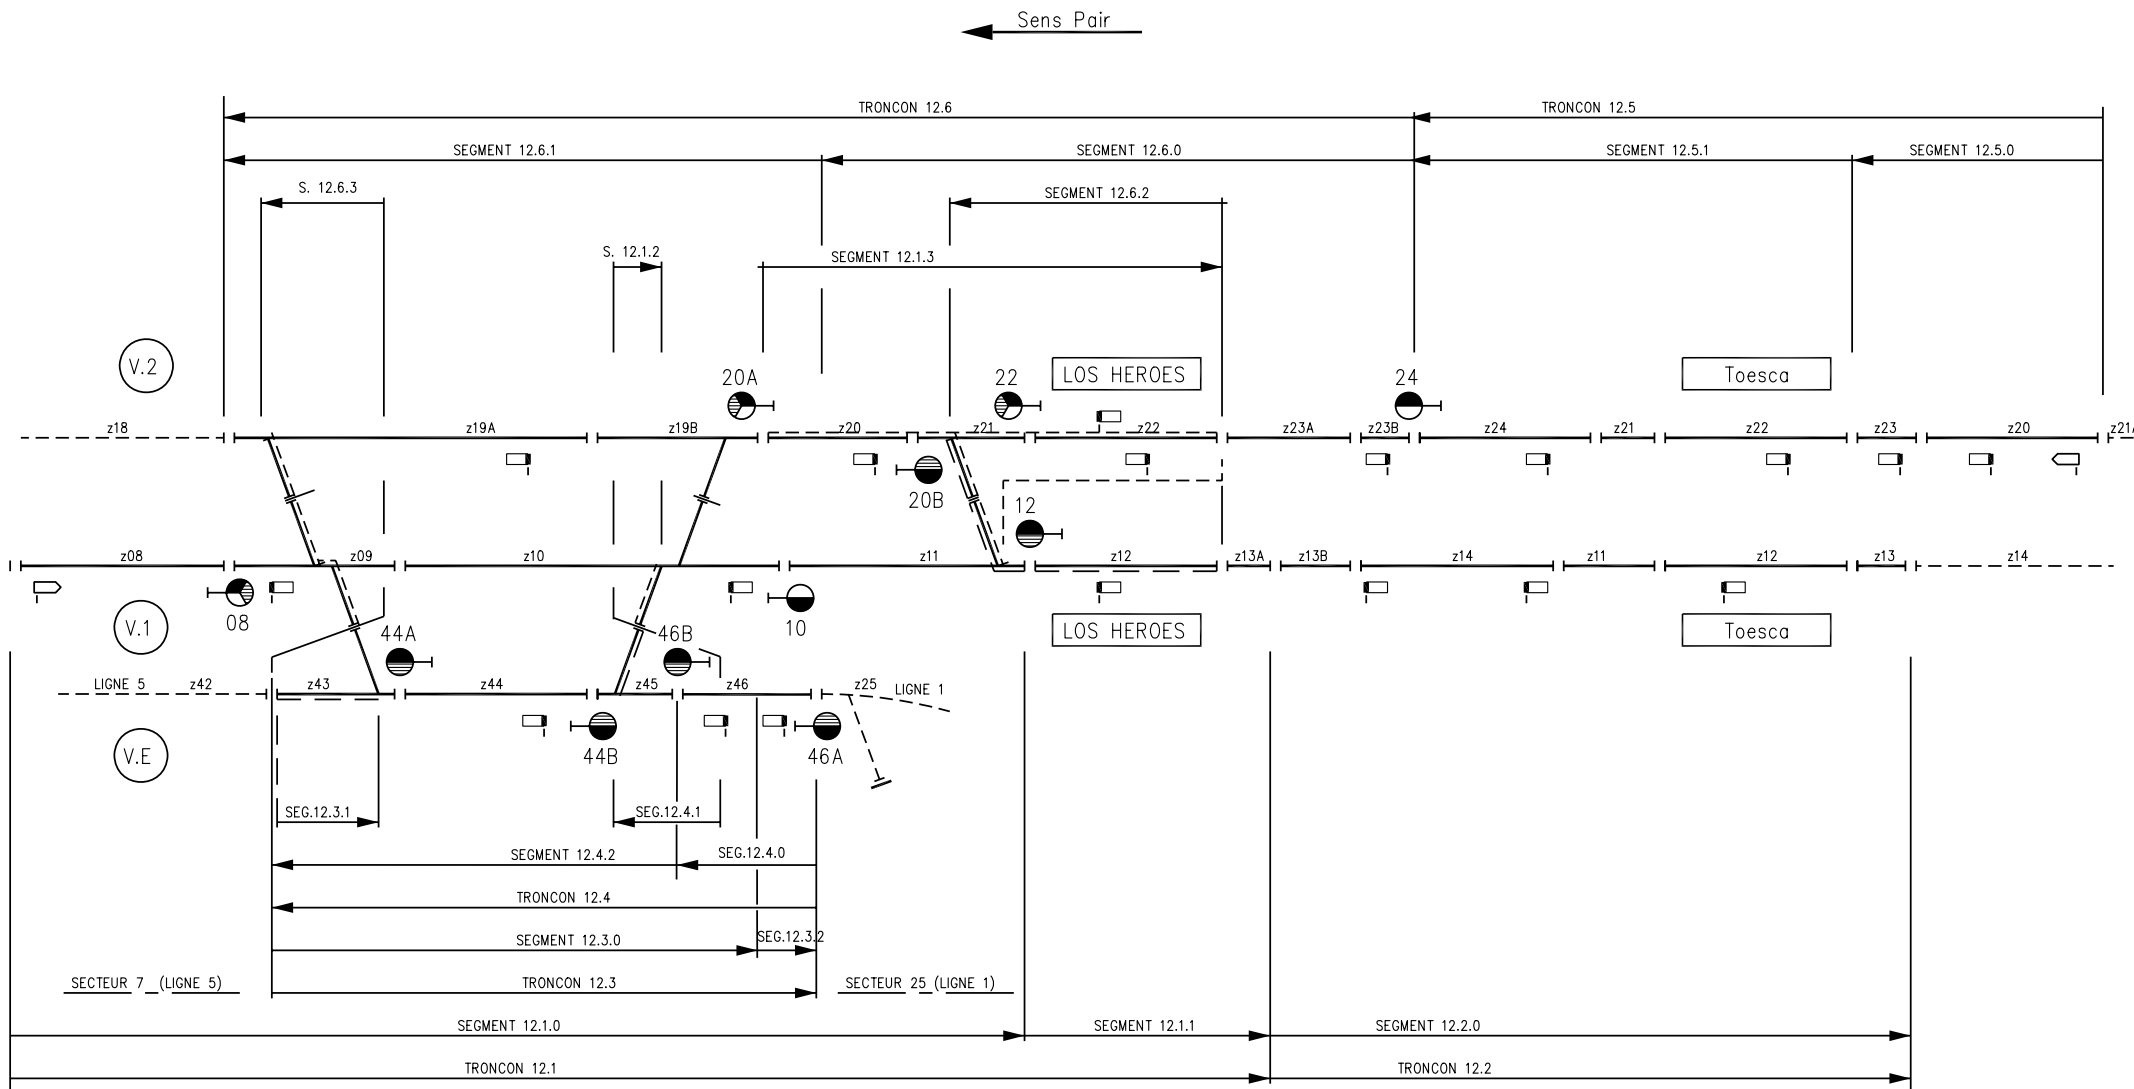 Sens Pair
TRONCON 12.6
TRONCON 12.5
SEGMENT 12.6.1
SEGMENT 12.6.0
SEGMENT 12.5.1
SEGMENT 12.5.0
S. 12.6.3
SEGMENT 12.6.2
S. 12.1.2
SEGMENT 12.1.3
V.2
20A
22
LOS HEROES
24
Toesca
z18
z19A
z19B
z20
z21
z22
z23A
z23B
z24
z21
z22
z23
z20
20B
12
z08
z09
z10
z11
z12
z13A
z13B
z14
z11
z12
z13
z14
08
V.1
44A
46B
10
LOS HEROES
Toesca
LIGNE 5
z42
z43
z44
z45
z46
z25
LIGNE 1
V.E
44B
46A
SEG.12.3.1
SEG.12.4.1
SEGMENT 12.4.2
SEG.12.4.0
TRONCON 12.4
SEGMENT 12.3.0
SEG.12.3.2
SECTEUR 7 (LIGNE 5)
TRONCON 12.3
SECTEUR 25 (LIGNE 1)
SEGMENT 12.1.0
SEGMENT 12.1.1
SEGMENT 12.2.0
TRONCON 12.1
TRONCON 12.2